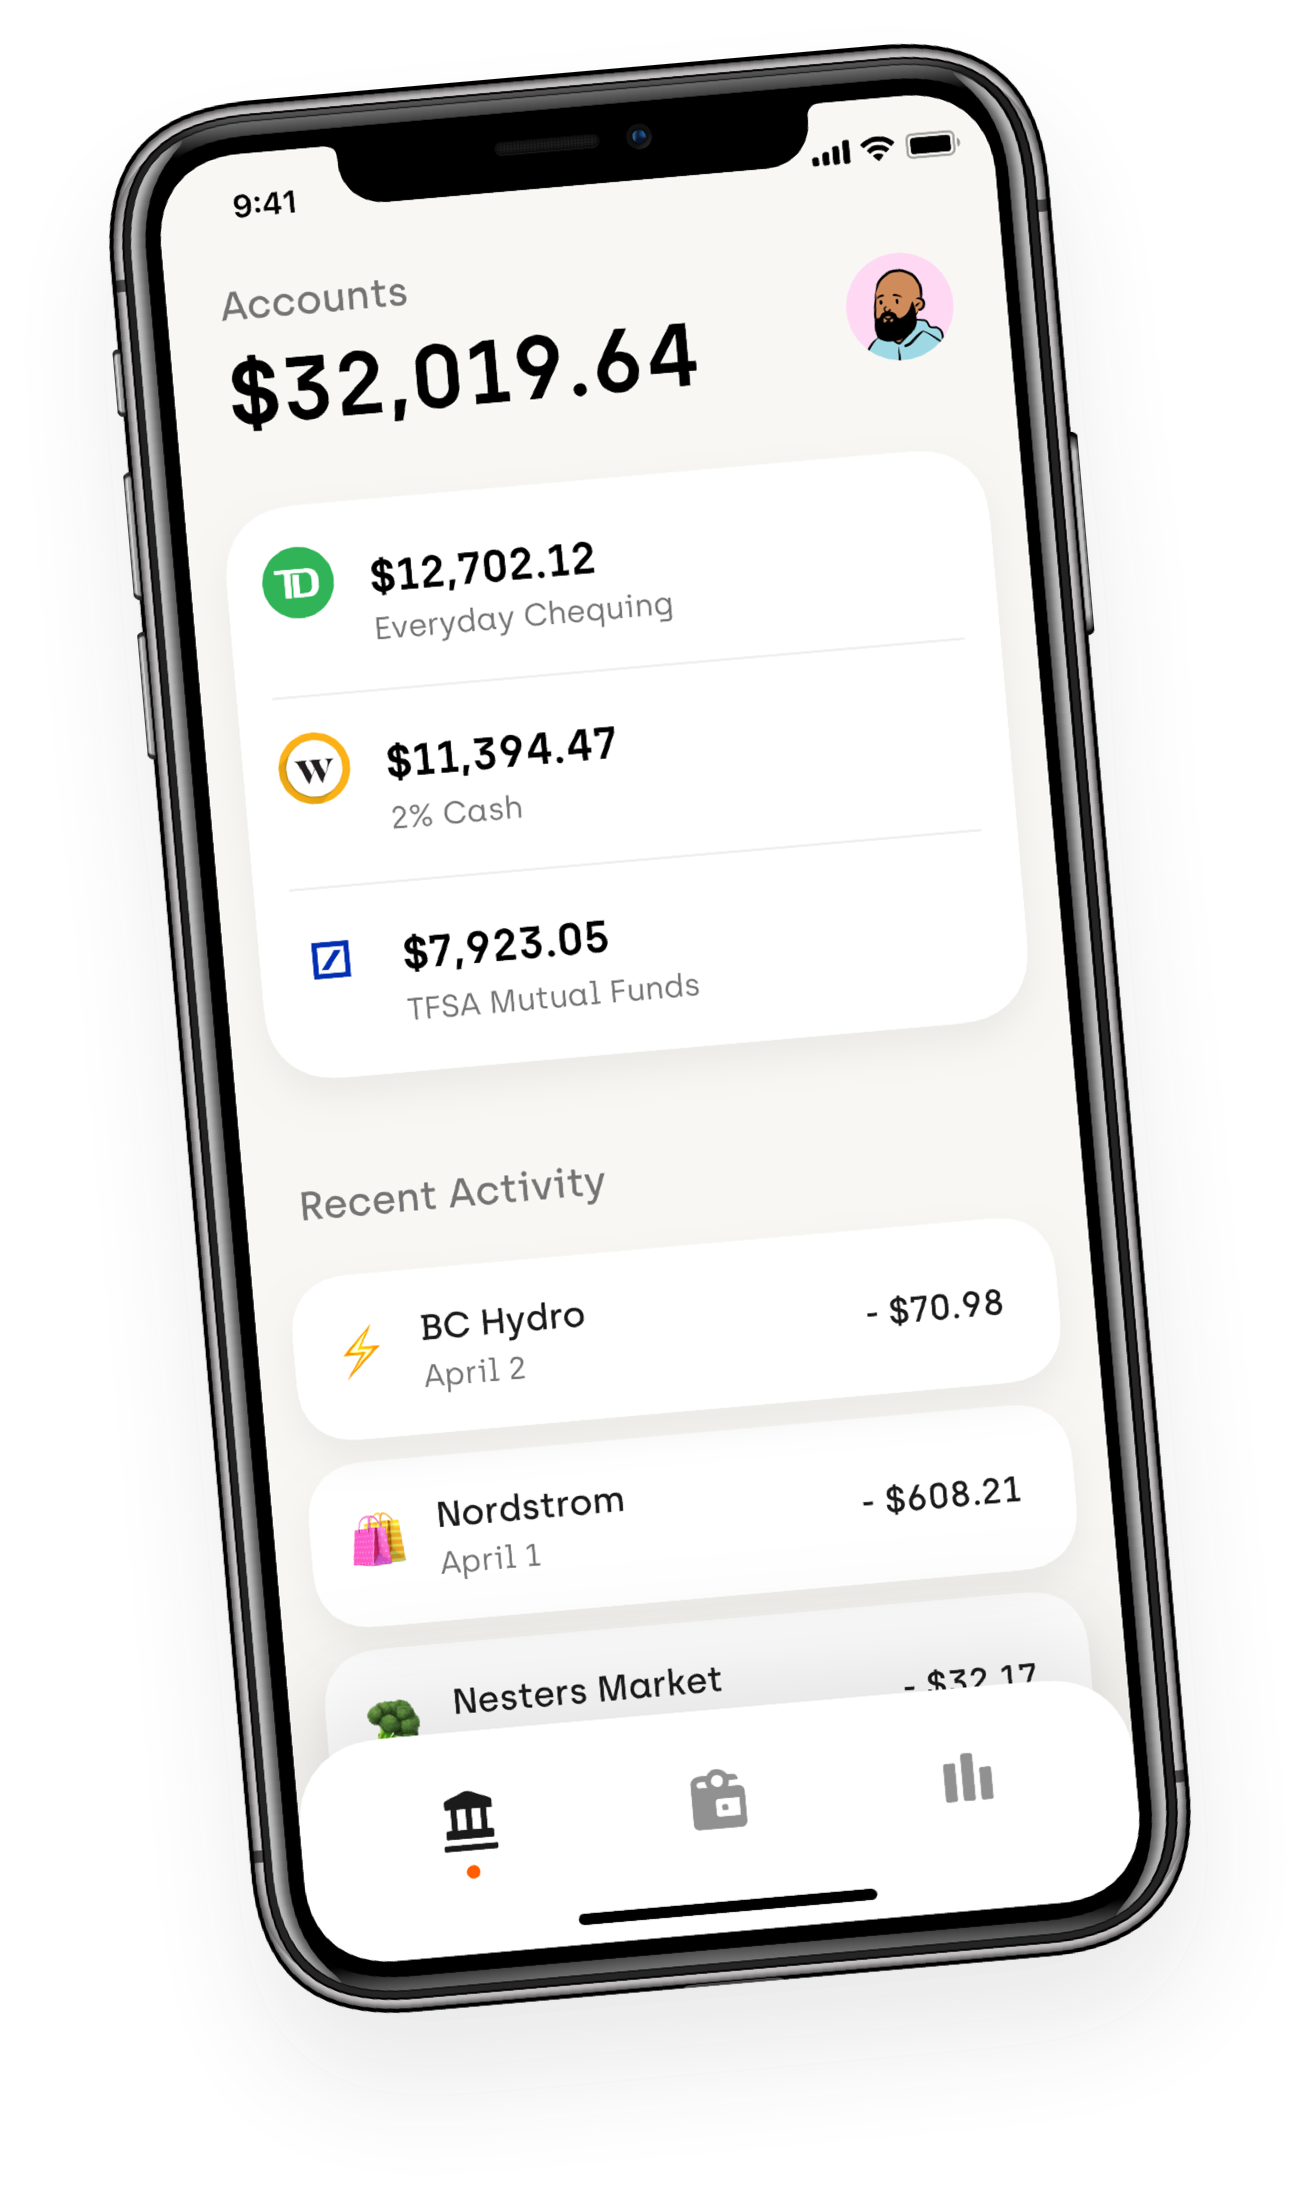 9:41
Accounts
$32,019.64
TD
$12,702.12
Everyday Chequing
W
$11,394.47
2% Cash
$7,923.05
TFSA Mutual Funds
Recent Activity
BC Hydro
- $70.98
April 2
Nordstrom
- $608.21
April 1
Nesters Market
- $32.17